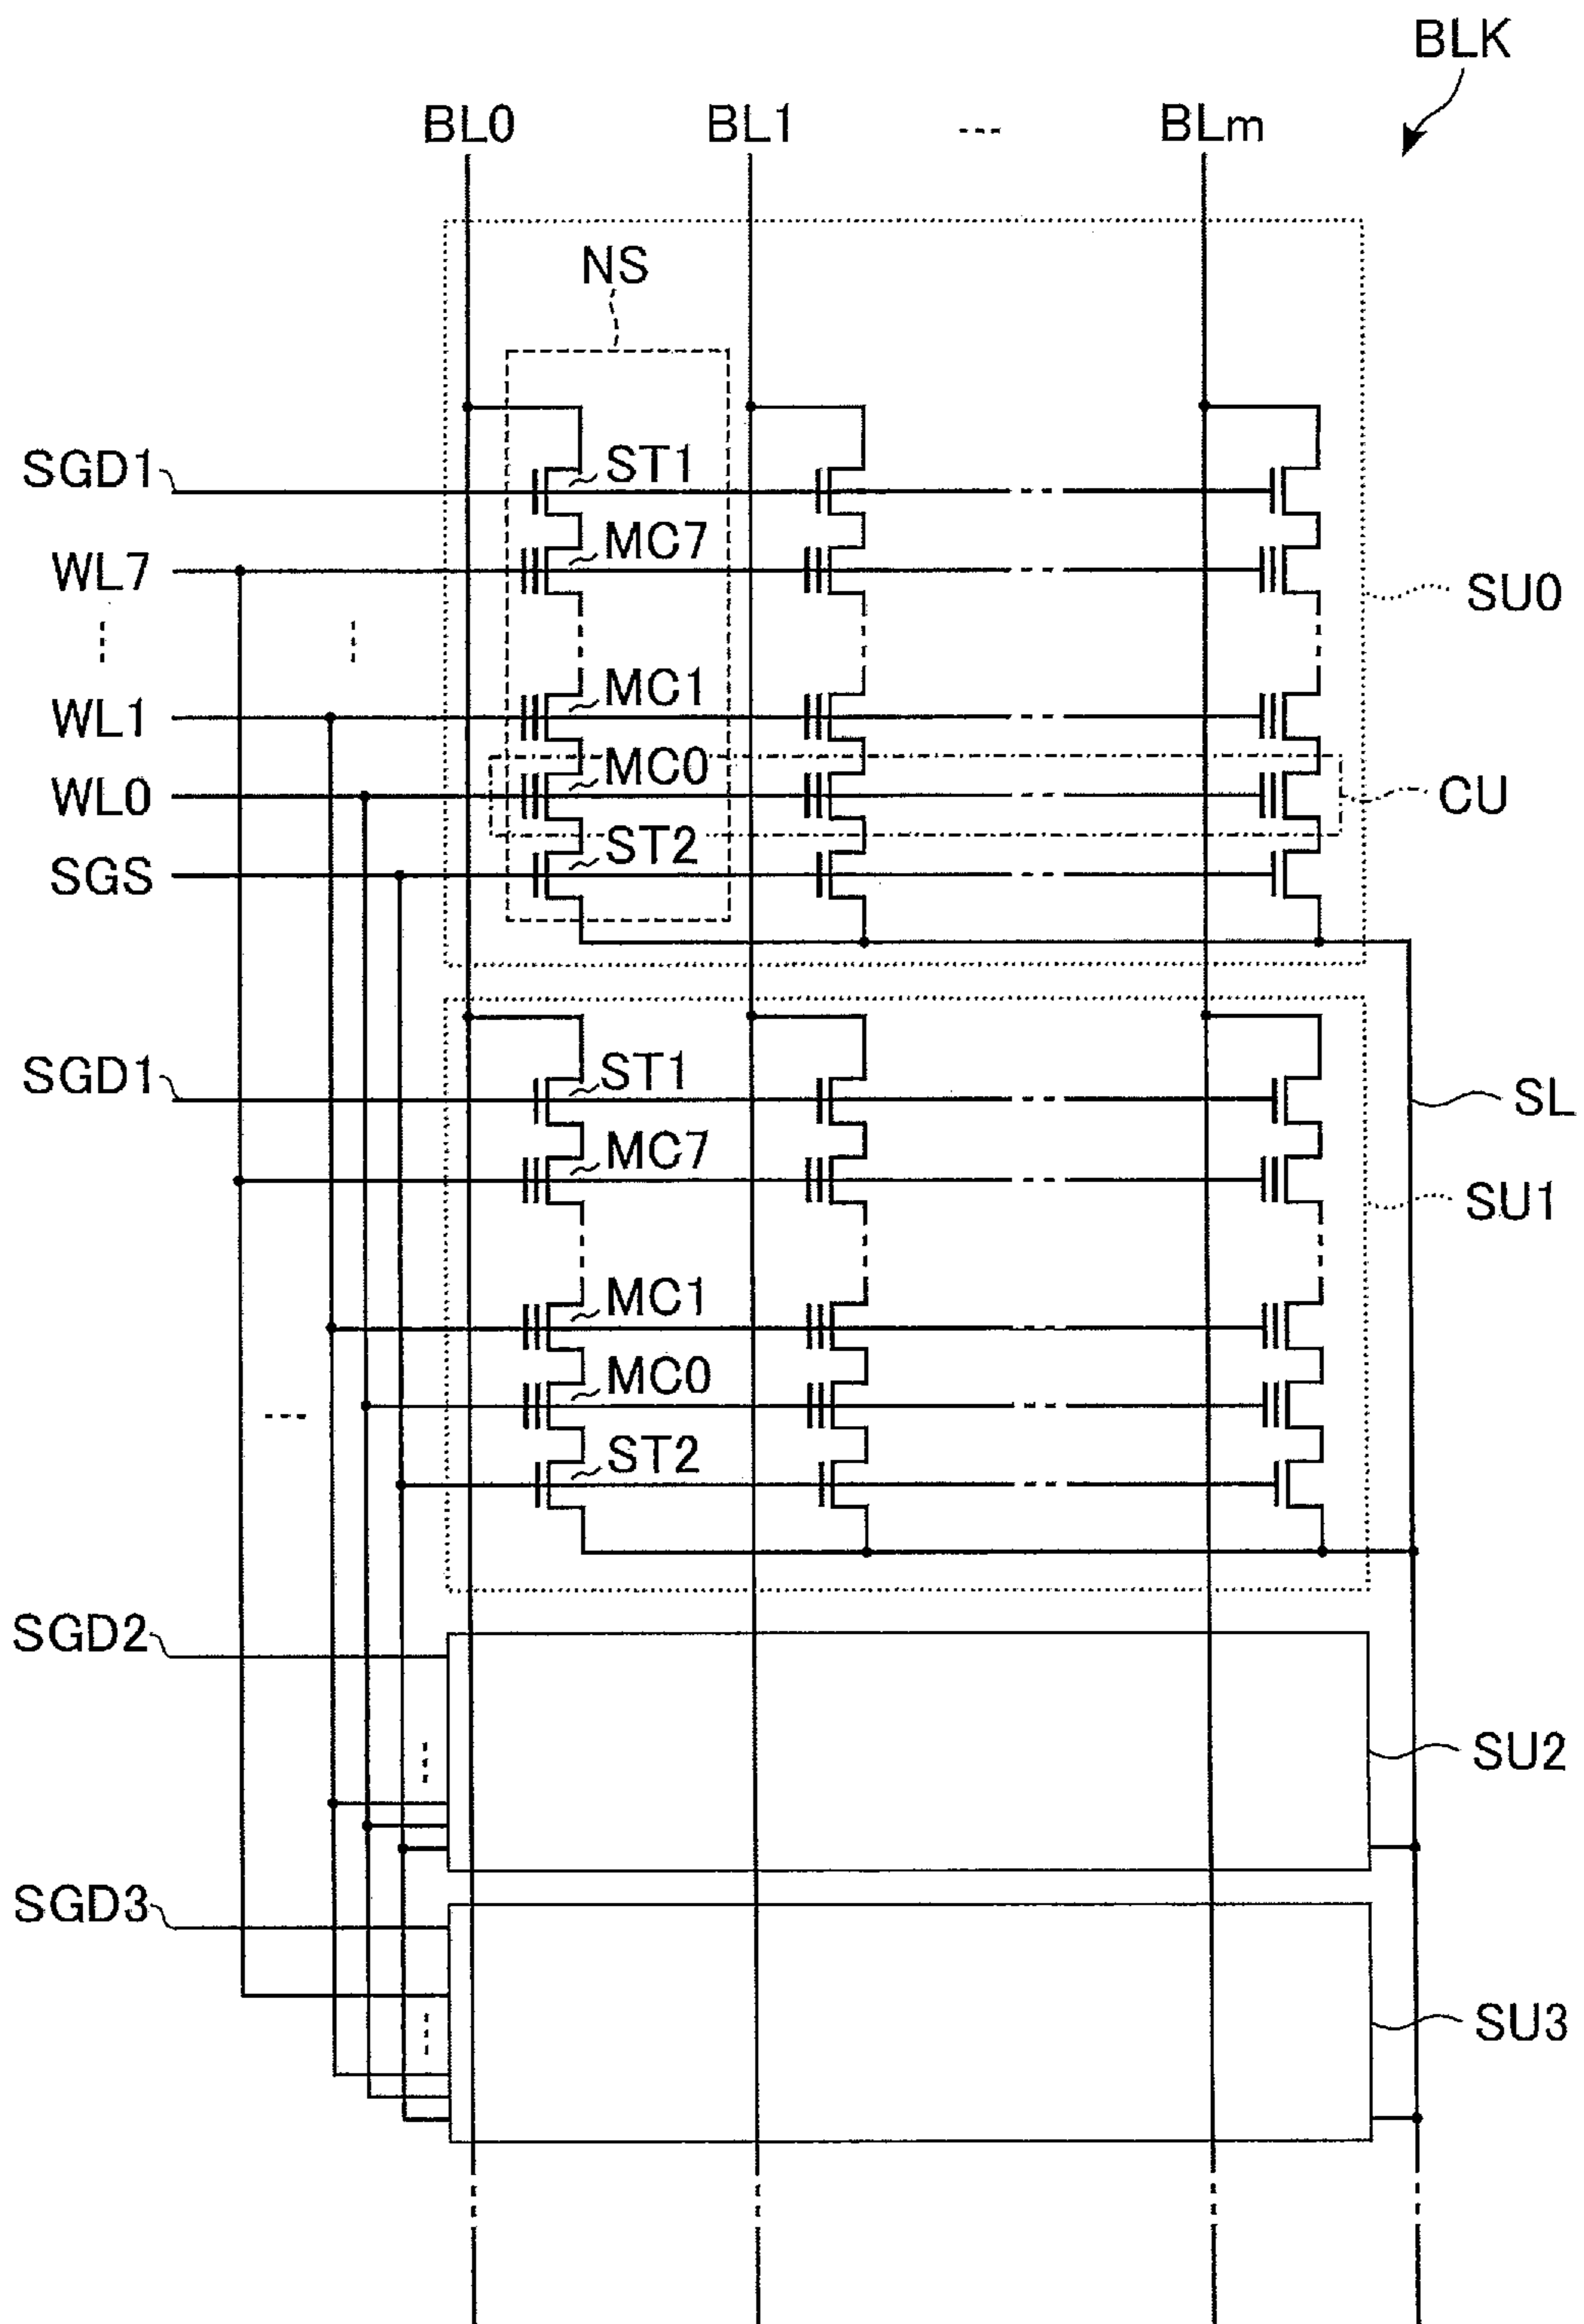 BLK
BL0 BL1 --- BLm
NS
SGD1 ST1
WL7 MC7
SU0
WL1 MC1
WL0 MC0 CU
SGS ST2
SGD1 ST1 SL
MC7
SU1
MC1
MC0
ST2
SGD2
SU2
SGD3
SU3